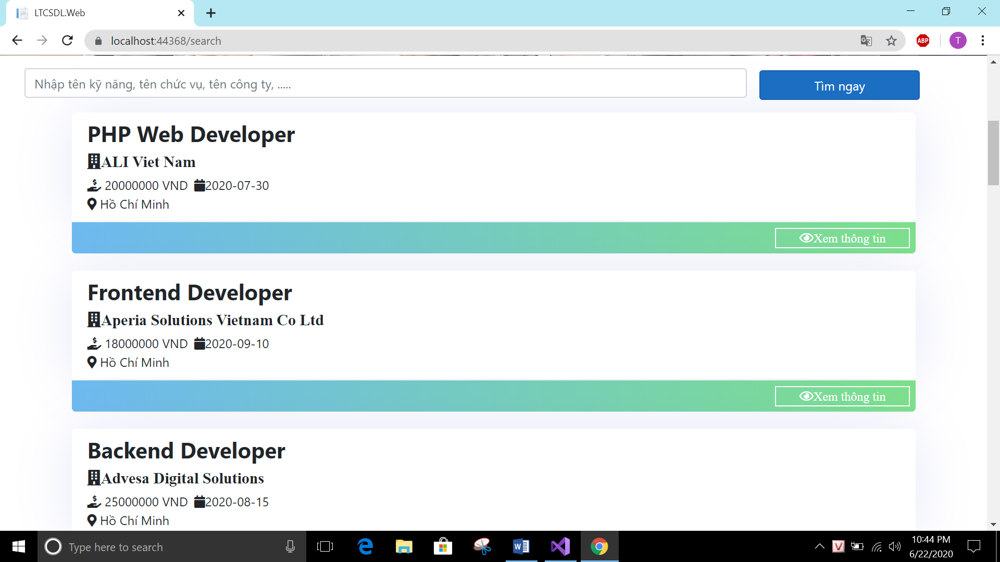 LTCSDL.Web
localhost:44368/search
ABP
T
Nhập tên kỹ năng, tên chức vụ, tên công ty, .....
Tìm ngay
PHP Web Developer
ALI Viet Nam
20000000 VND 2020-07-30
Hồ Chí Minh
Xem thông tin
Frontend Developer
Aperia Solutions Vietnam Co Ltd
18000000 VND 2020-09-10
Hồ Chí Minh
Xem thông tin
Backend Developer
Advesa Digital Solutions
25000000 VND 2020-08-15
Hồ Chí Minh
Type here to search
10:44 PM
6/22/2020